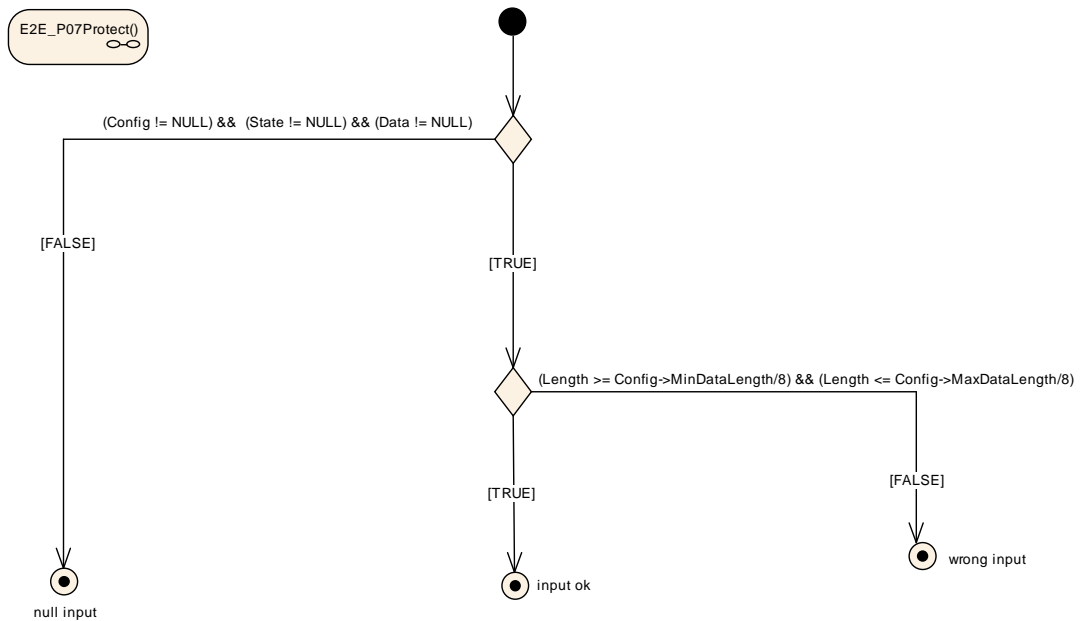 E2E_P07Protect()
(Config != NULL) &&  (State != NULL) && (Data != NULL)
[FALSE]
[TRUE]
(Length >= Config->MinDataLength/8) && (Length <= Config->MaxDataLength/8)
[FALSE]
[TRUE]
wrong input
input ok
null input